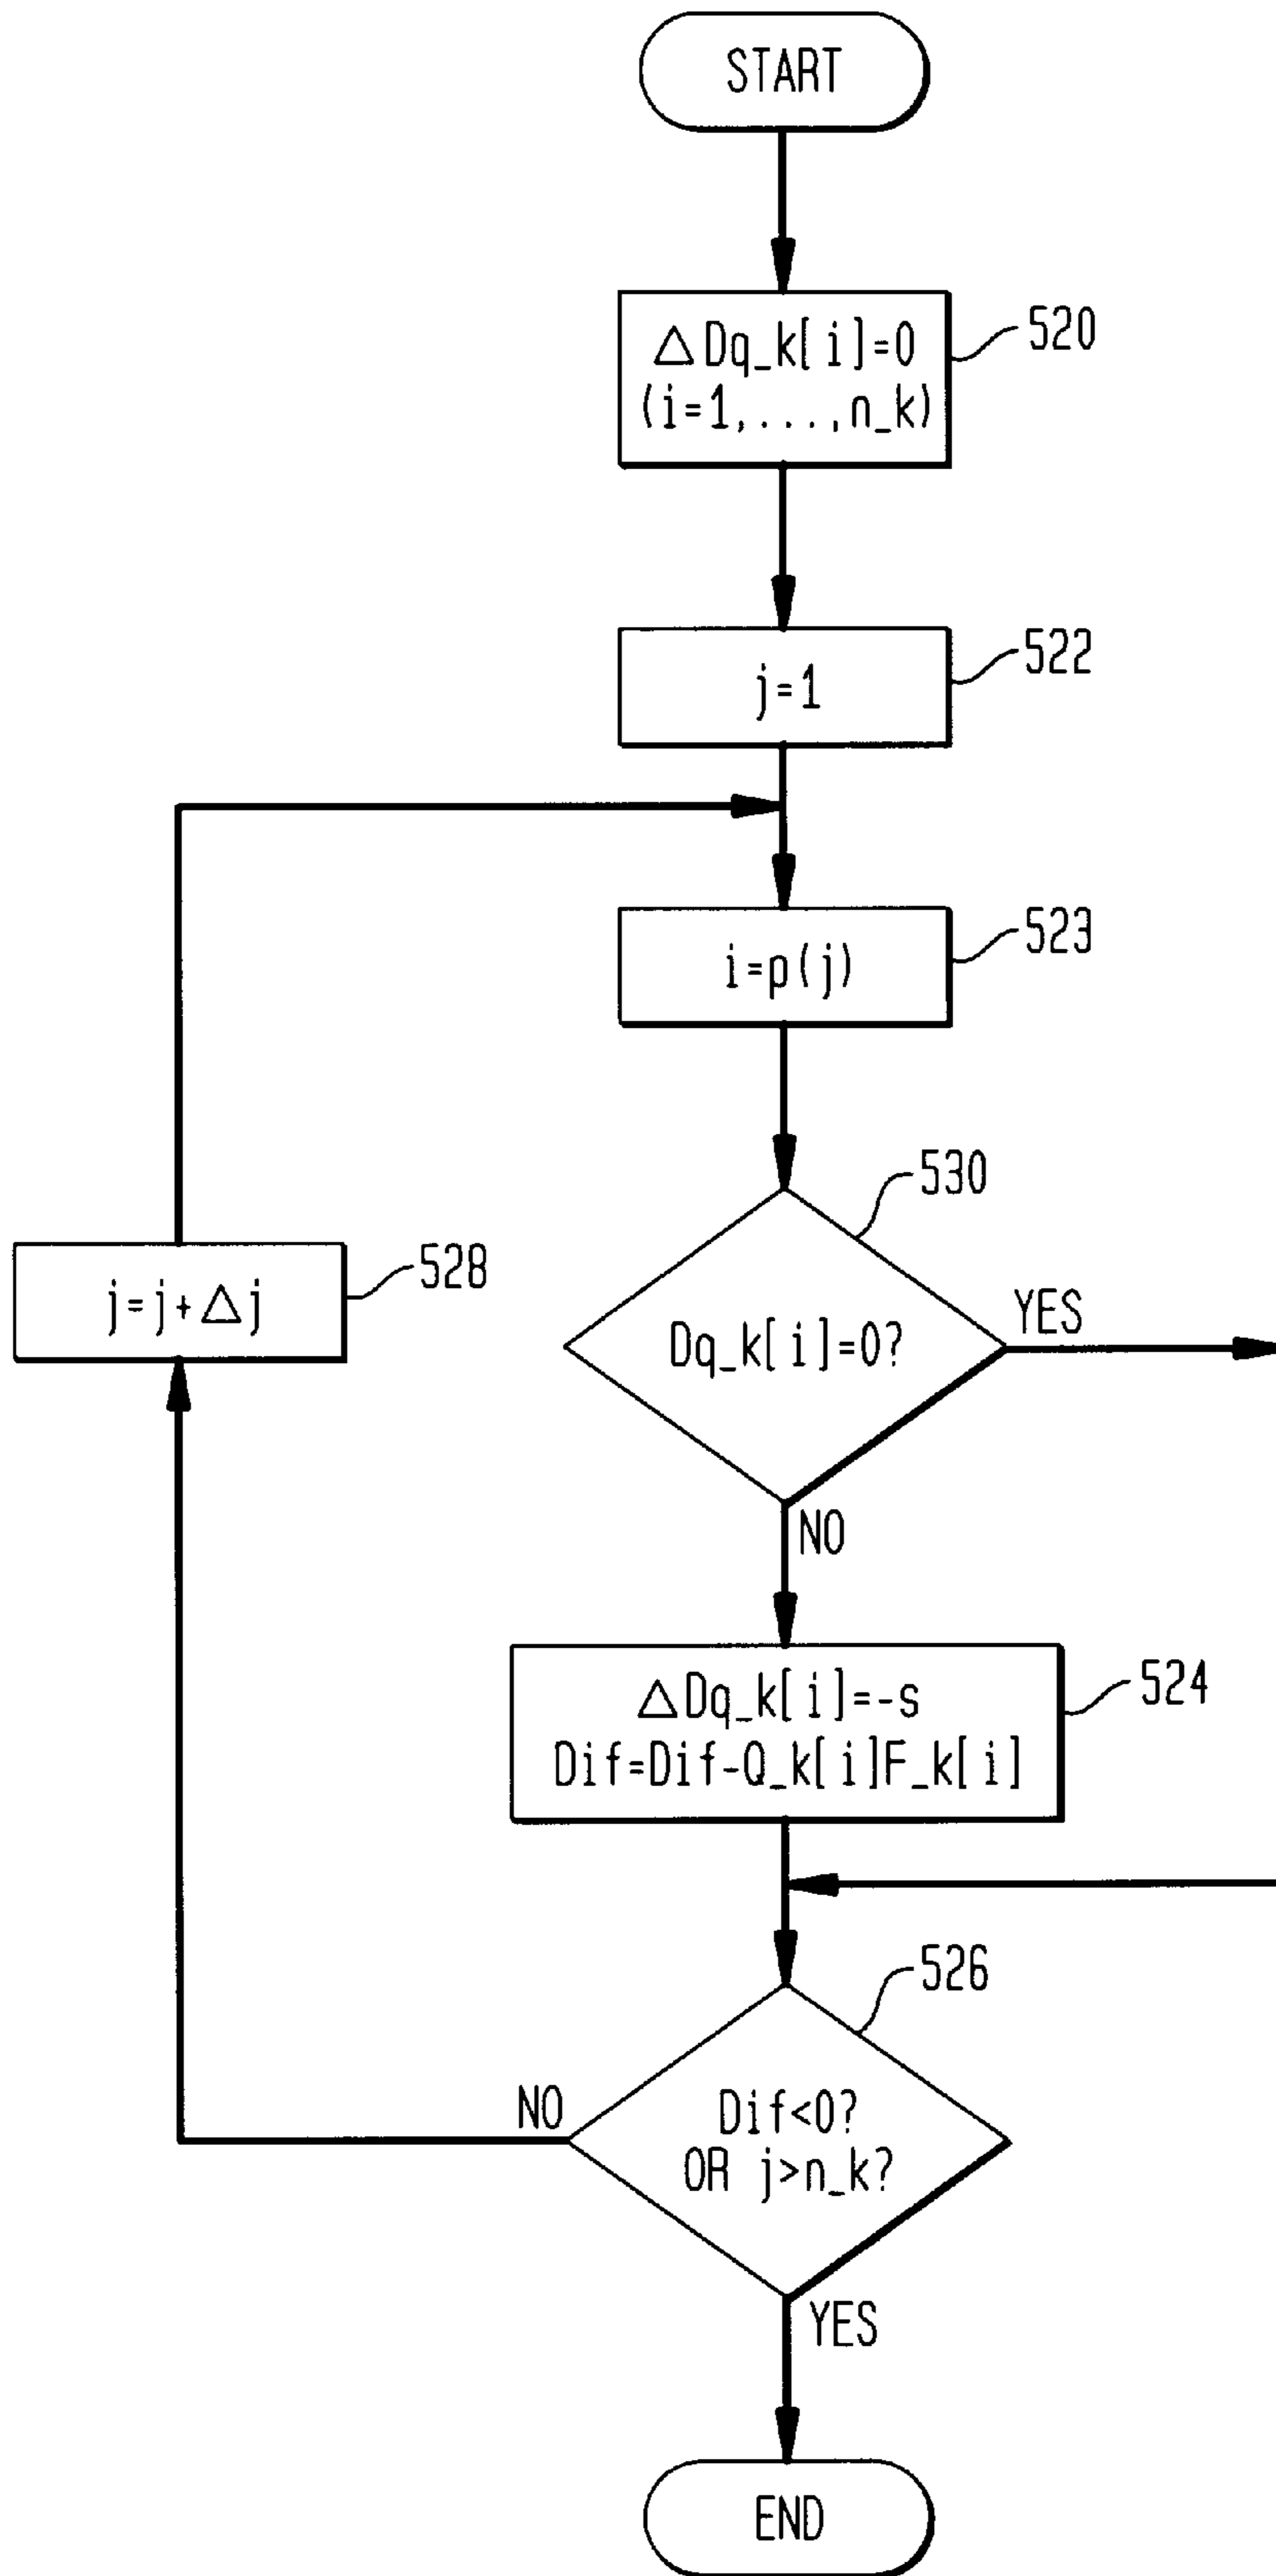 START
△Dq_k[i]=0
(i=1,...,n_k)
520
j=1
522
i=p(j)
523
530
Dq_k[i]=0?
YES
NO
j=j+△j
528
△Dq_k[i]=-s
Dif=Dif-Q_k[i]F_k[i]
524
526
Dif<0?
OR j>n_k?
NO
YES
END